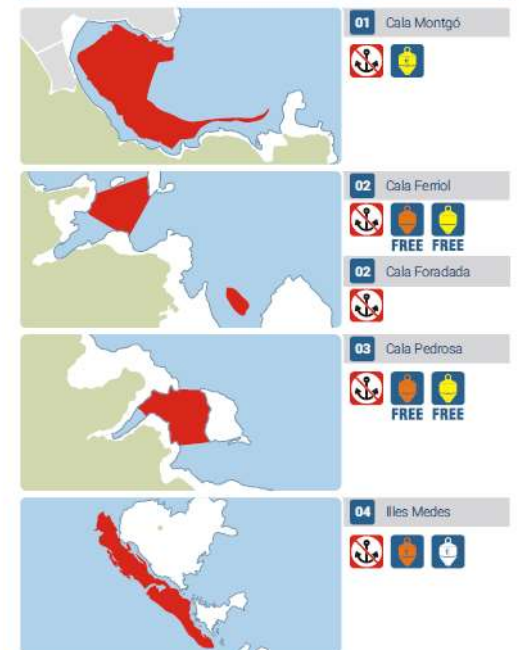 01 Cala Montgó
€
02 Cala Ferriol
FREE FREE
02 Cala Foradada
03 Cala Pedrosa
FREE FREE
04 Illes Medes
€